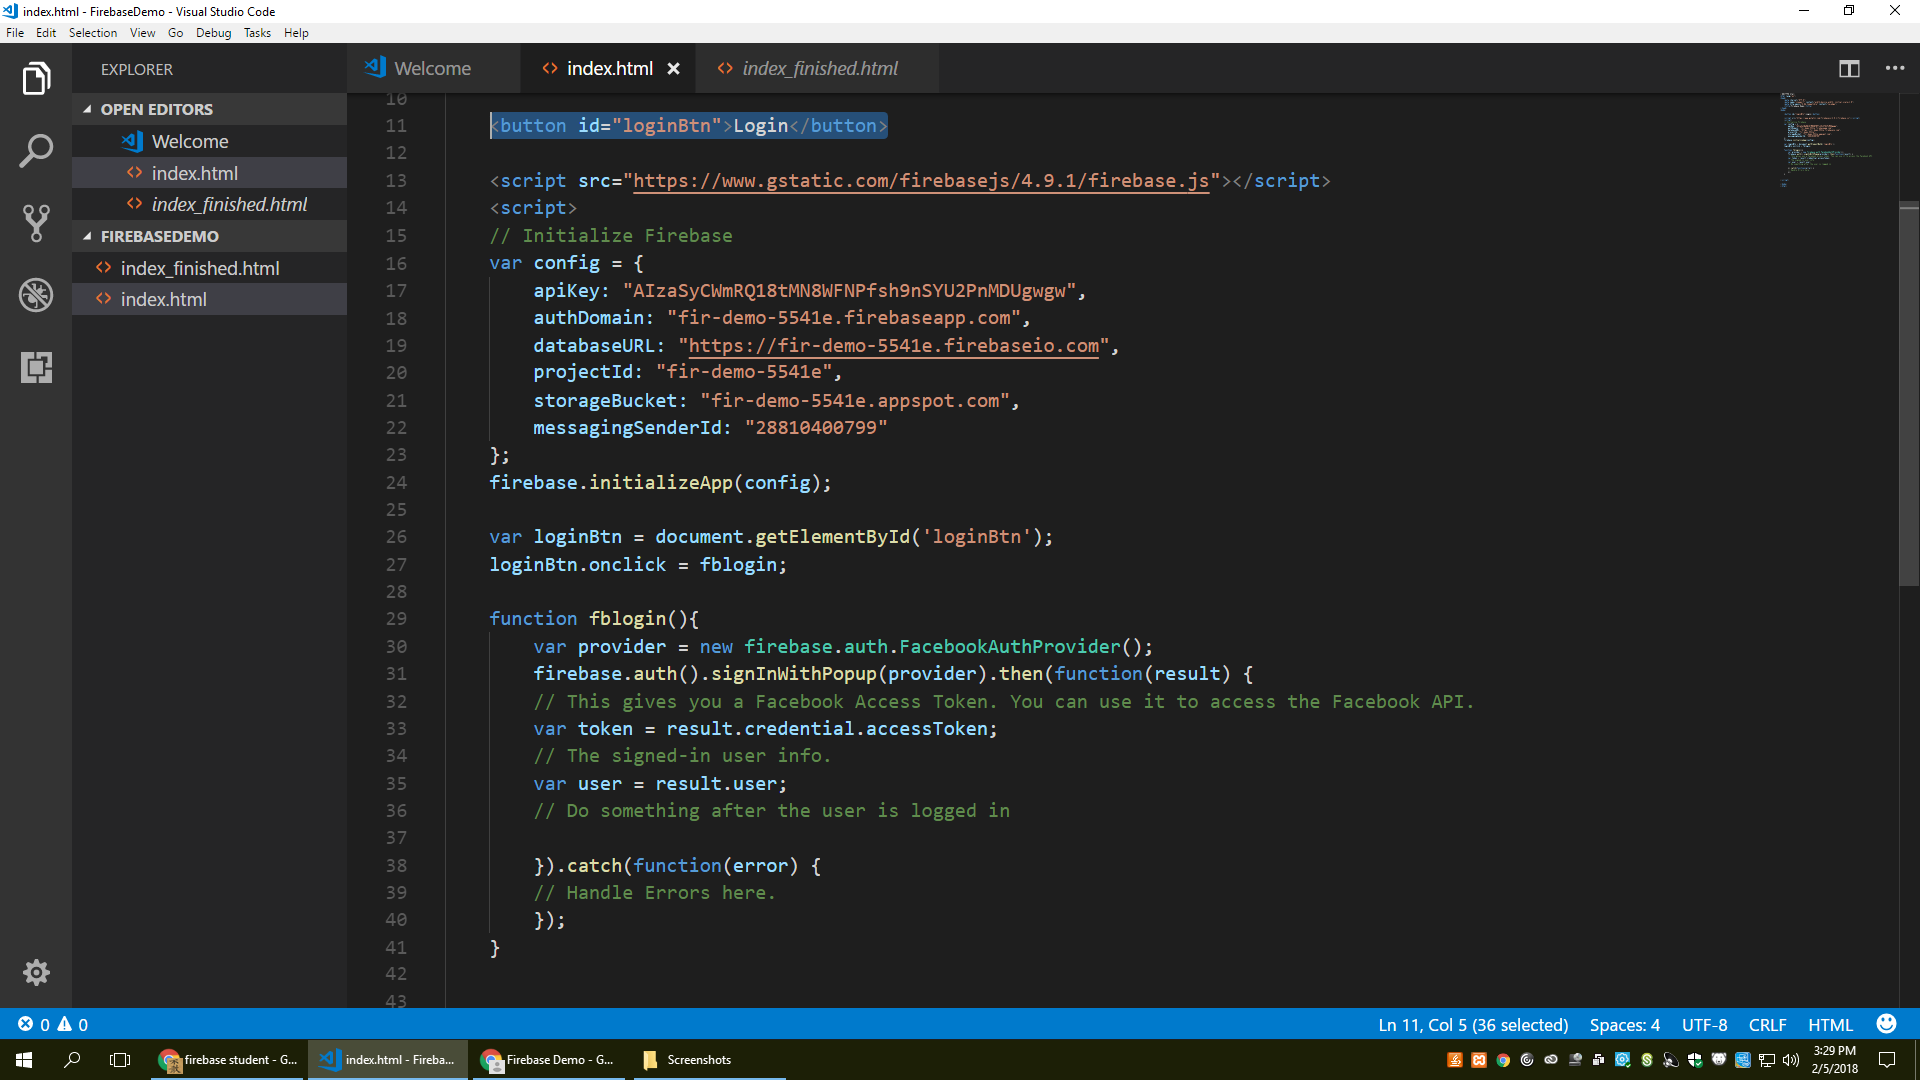 index.html - FirebaseDemo - Visual Studio Code
File Edit Selection View Go Debug Tasks Help
EXPLORER
OPEN EDITORS
Welcome
index.html
index_finished.html
FIREBASEDEMO
index_finished.html
index.html
Welcome index.html index_finished.html
10
11 <button id="loginBtn">Login</button>
12
13 <script src="https://www.gstatic.com/firebasejs/4.9.1/firebase.js"></script>
14 <script>
15 // Initialize Firebase
16 var config = {
17 apiKey: "AIzaSyCWmRQ18tMN8WFNPfsh9nSYU2PnMDUgwgw",
18 authDomain: "fir-demo-5541e.firebaseapp.com",
19 databaseURL: "https://fir-demo-5541e.firebaseio.com",
20 projectId: "fir-demo-5541e",
21 storageBucket: "fir-demo-5541e.appspot.com",
22 messagingSenderId: "28810400799"
23 };
24 firebase.initializeApp(config);
25
26 var loginBtn = document.getElementById('loginBtn');
27 loginBtn.onclick = fblogin;
28
29 function fblogin(){
30 var provider = new firebase.auth.FacebookAuthProvider();
31 firebase.auth().signInWithPopup(provider).then(function(result) {
32 // This gives you a Facebook Access Token. You can use it to access the Facebook API.
33 var token = result.credential.accessToken;
34 // The signed-in user info.
35 var user = result.user;
36 // Do something after the user is logged in
37
38 }).catch(function(error) {
39 // Handle Errors here.
40 });
41 }
42
43
0 0 Ln 11, Col 5 (36 selected) Spaces: 4 UTF-8 CRLF HTML
firebase student - G... index.html - Fireba... Firebase Demo - G... Screenshots
3:29 PM
2/5/2018